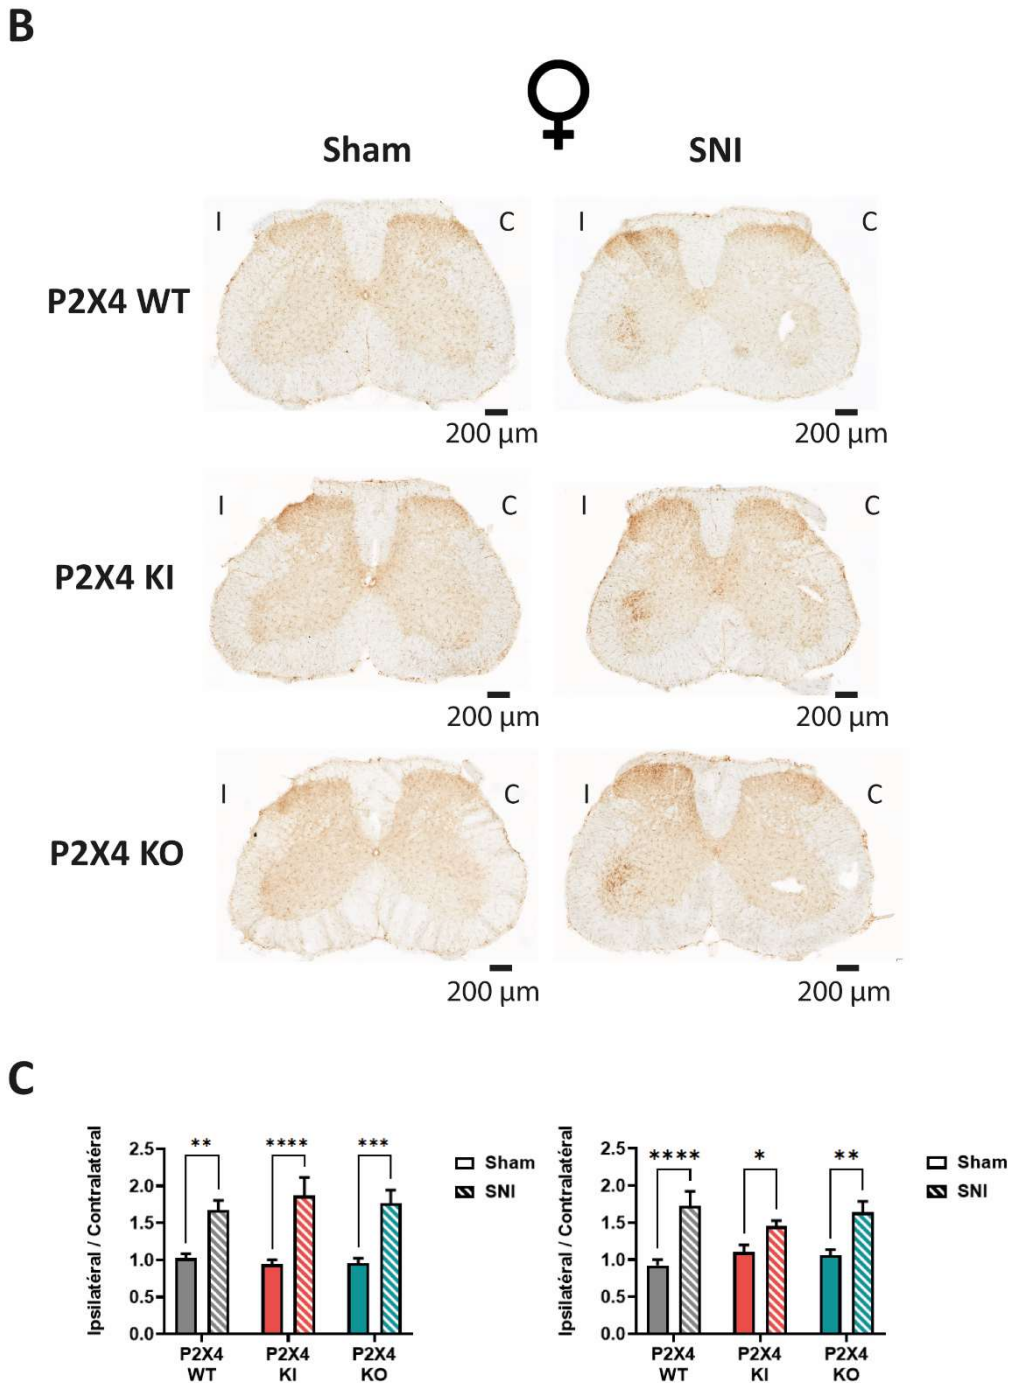 B
♀
Sham SNI
I C I C
P2X4 WT
200 µm 200 µm
I C I C
P2X4 KI
200 µm 200 µm
I C I C
P2X4 KO
200 µm 200 µm
C
Ipsilatéral / Contralatéral
2.5
2.0
1.5
1.0
0.5
0.0
** **** ***
Sham
SNI
P2X4 P2X4 P2X4
WT KI KO
Ipsilatéral / Contralatéral
2.5
2.0
1.5
1.0
0.5
0.0
**** * **
Sham
SNI
P2X4 P2X4 P2X4
WT KI KO